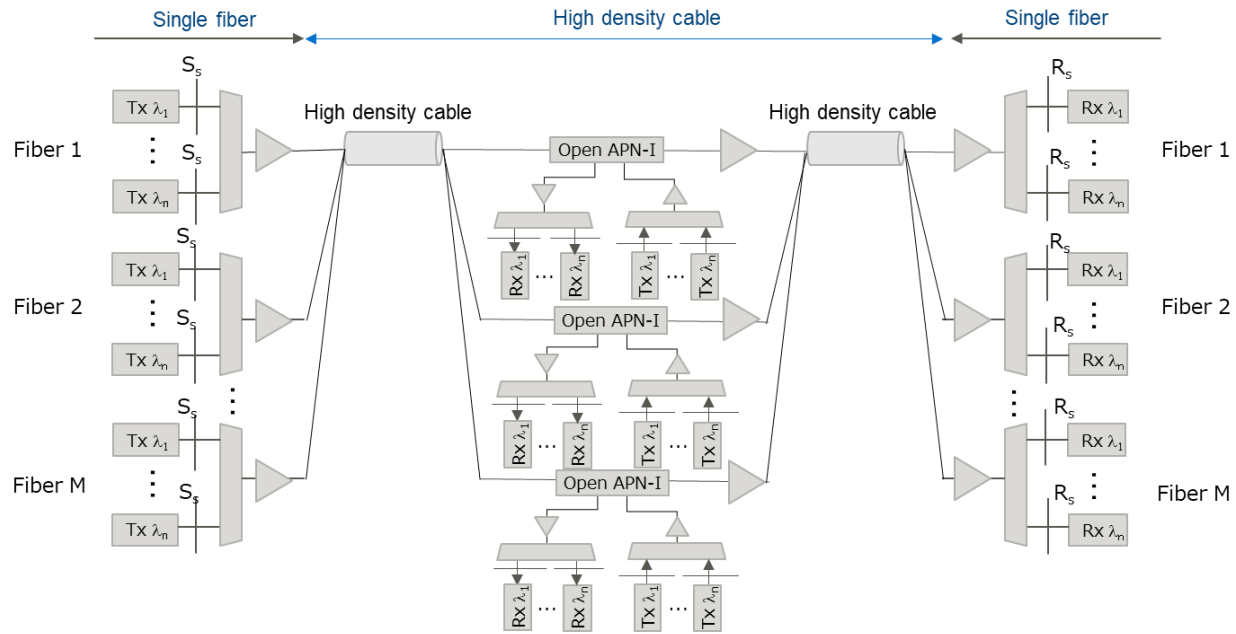 Single fiber
High density cable
Single fiber
Fiber 1
Ss
Tx λ1
⋮
Ss
Tx λn
High density cable
Open APN-I
Rx λ1 ... Rx λn
Tx λ1 ... Tx λn
High density cable
Rs
Rx λ1
⋮
Rs
Rx λn
Fiber 1
Fiber 2
Ss
Tx λ1
⋮
Ss
Tx λn
⋮
Open APN-I
Rx λ1 ... Rx λn
Tx λ1 ... Tx λn
Rs
Rx λ1
⋮
Rs
Rx λn
⋮
Fiber 2
Fiber M
Ss
Tx λ1
⋮
Ss
Tx λn
Open APN-I
Rx λ1 ... Rx λn
Tx λ1 ... Tx λn
Rs
Rx λ1
⋮
Rs
Rx λn
Fiber M